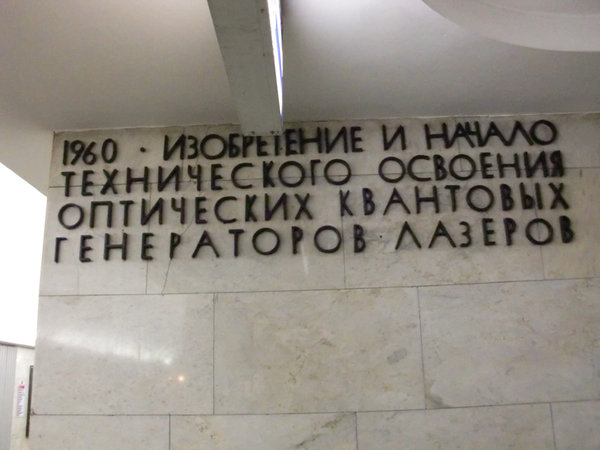 1960 · ИЗОБРЕТЕНИЕ И НАЧАЛО
ТЕХНИЧЕСКОГО ОСВОЕНИЯ
ОПТИЧЕСКИХ КВАНТОВЫХ
ГЕНЕРАТОРОВ · ЛАЗЕРОВ